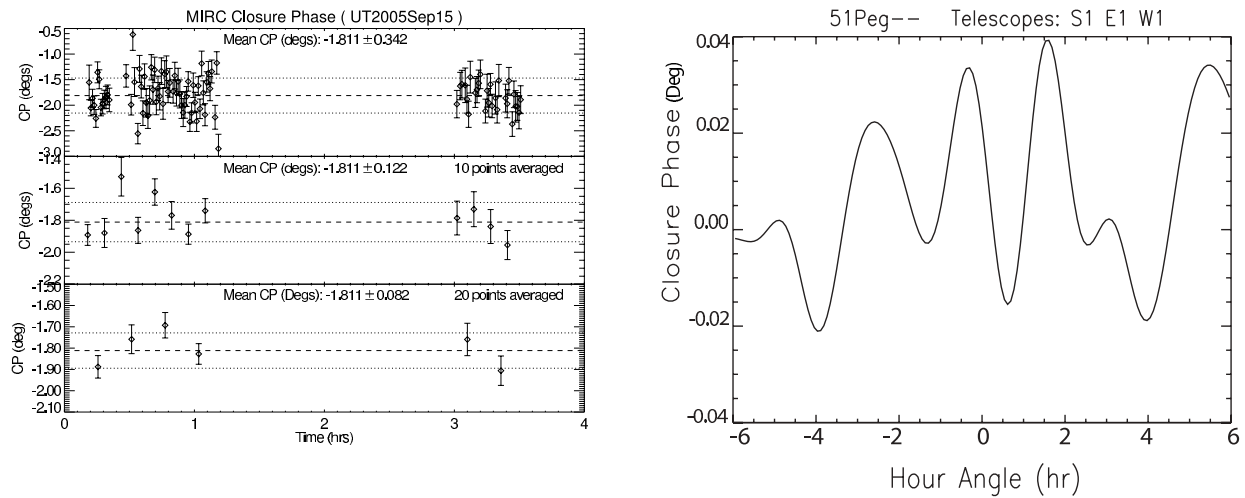 MIRC Closure Phase ( UT2005Sep15 )
Mean CP (degs): -1.811 ± 0.342
-0.5
-1.0
-1.5
-2.0
-2.5
-3.0
CP (degs)
Mean CP (degs): -1.811 ± 0.122 10 points averaged
-1.4
-1.6
-1.8
-2.0
-2.2
CP (degs)
Mean CP (Degs): -1.811 ± 0.082 20 points averaged
-1.50
-1.60
-1.70
-1.80
-1.90
-2.00
-2.10
CP (deg)
0 1 2 3 4
Time (hrs)
51Peg-- Telescopes: S1 E1 W1
0.04
0.02
0.00
-0.02
-0.04
Closure Phase (Deg)
-6 -4 -2 0 2 4 6
Hour Angle (hr)